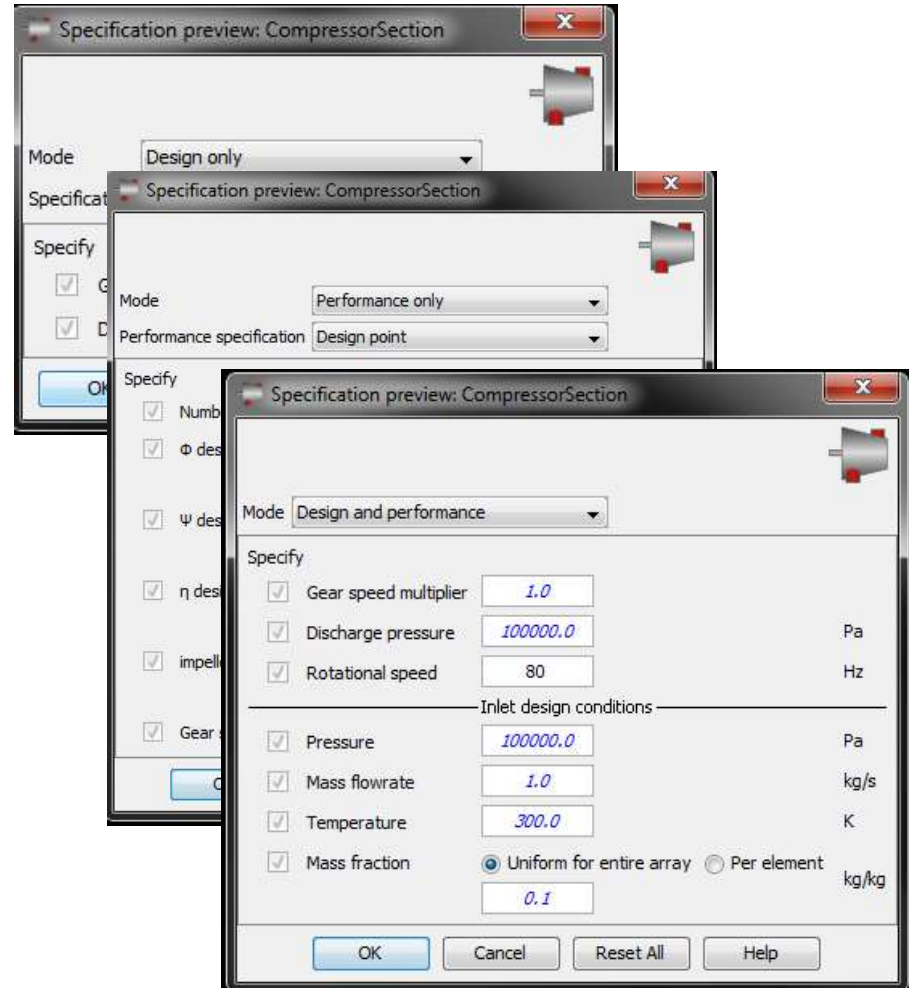 Specification preview: CompressorSection
Mode Design only
Specificat
Specify
Specification preview: CompressorSection
Mode Performance only
Performance specification Design point
Specify
Numb
Φ des
Ψ des
η desi
impell
Gear
Specification preview: CompressorSection
Mode Design and performance
Specify
Gear speed multiplier 1.0
Discharge pressure 100000.0 Pa
Rotational speed 80 Hz
Inlet design conditions
Pressure 100000.0 Pa
Mass flowrate 1.0 kg/s
Temperature 300.0 K
Mass fraction Uniform for entire array Per element kg/kg
0.1
OK Cancel Reset All Help